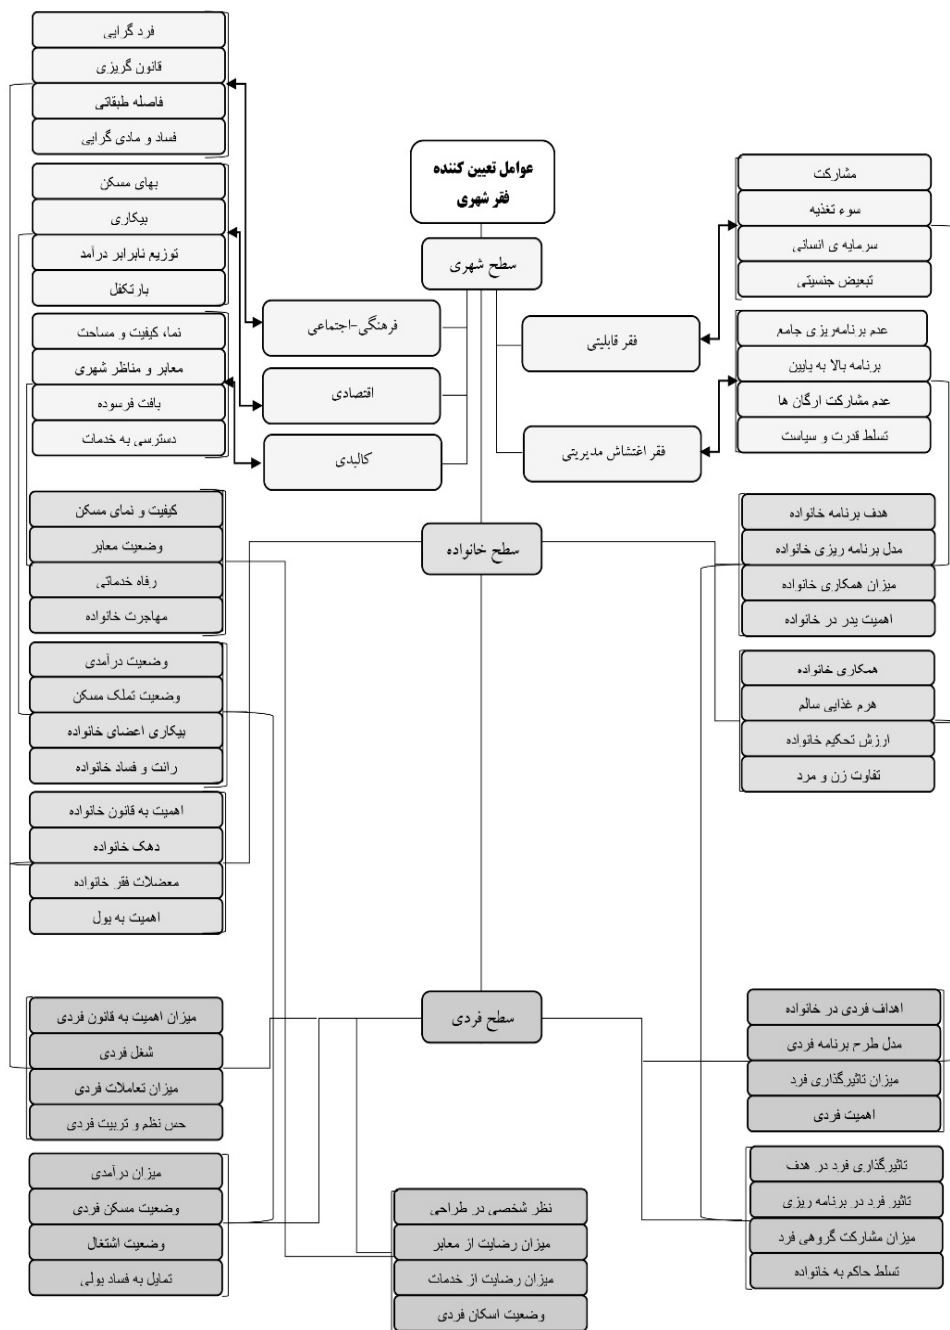 عوامل تعیین کننده
فقر شهری
سطح شهری
مشارکت
سوء تغذیه
سرمایه ی انسانی
تبعیض جنسیتی
عدم برنامه‌ریزی جامع
برنامه بالا به پایین
عدم مشارکت ارگان ها
تسلط قدرت و سیاست
فقر قابلیتی
فقر اغتشاش مدیریتی
فرهنگی-اجتماعی
اقتصادی
کالبدی
فرد گرایی
قانون گریزی
فاصله طبقاتی
فساد و مادی گرایی
بهای مسکن
بیکاری
توزیع نابرابر درآمد
بارتکفل
نما، کیفیت و مساحت
معابر و مناظر شهری
بافت فرسوده
دسترسی به خدمات
سطح خانواده
هدف برنامه خانواده
مدل برنامه ریزی خانواده
میزان همکاری خانواده
اهمیت پدر در خانواده
همکاری خانواده
هرم غذایی سالم
ارزش تحکیم خانواده
تفاوت زن و مرد
کیفیت و نمای مسکن
وضعیت معابر
رفاه خدماتی
مهاجرت خانواده
وضعیت درآمدی
وضعیت تملک مسکن
بیکاری اعضای خانواده
رانت و فساد خانواده
اهمیت به قانون خانواده
دهک خانواده
معضلات فقر خانواده
اهمیت به پول
سطح فردی
اهداف فردی در خانواده
مدل طرح برنامه فردی
میزان تاثیرگذاری فرد
اهمیت فردی
تاثیرگذاری فرد در هدف
تاثیر فرد در برنامه ریزی
میزان مشارکت گروهی فرد
تسلط حاکم به خانواده
نظر شخصی در طراحی
میزان رضایت از معابر
میزان رضایت از خدمات
وضعیت اسکان فردی
میزان اهمیت به قانون فردی
شغل فردی
میزان تعاملات فردی
حس نظم و تربیت فردی
میزان درآمدی
وضعیت مسکن فردی
وضعیت اشتغال
تمایل به فساد پولی